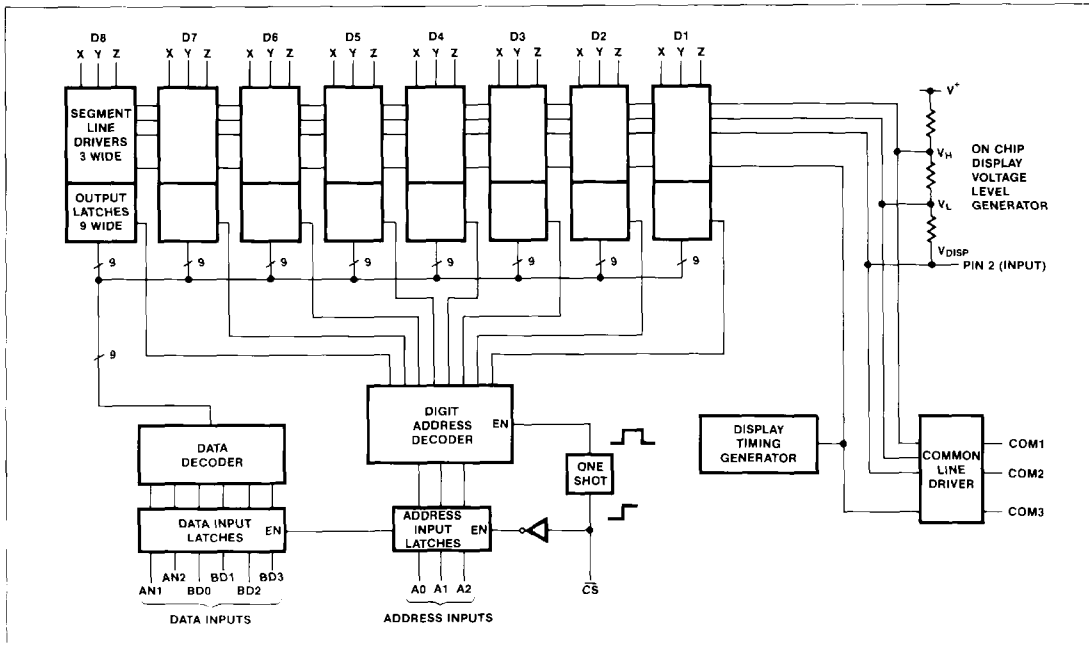 D8 D7 D6 D5 D4 D3 D2 D1
X Y Z X Y Z X Y Z X Y Z X Y Z X Y Z X Y Z X Y Z
SEGMENT
LINE
DRIVERS
3 WIDE
OUTPUT
LATCHES
9 WIDE
V+
VH
VL
VDISP
PIN 2 (INPUT)
ON CHIP
DISPLAY
VOLTAGE
LEVEL
GENERATOR
9 9 9 9 9 9 9 9
9
DIGIT
ADDRESS
DECODER
EN
ONE
SHOT
DATA
DECODER
DATA INPUT
LATCHES
EN
ADDRESS
INPUT
LATCHES
EN
DISPLAY
TIMING
GENERATOR
COMMON
LINE
DRIVER
COM1
COM2
COM3
AN1 AN2 BD0 BD1 BD2 BD3
DATA INPUTS
A0 A1 A2
ADDRESS INPUTS
C̅S̅